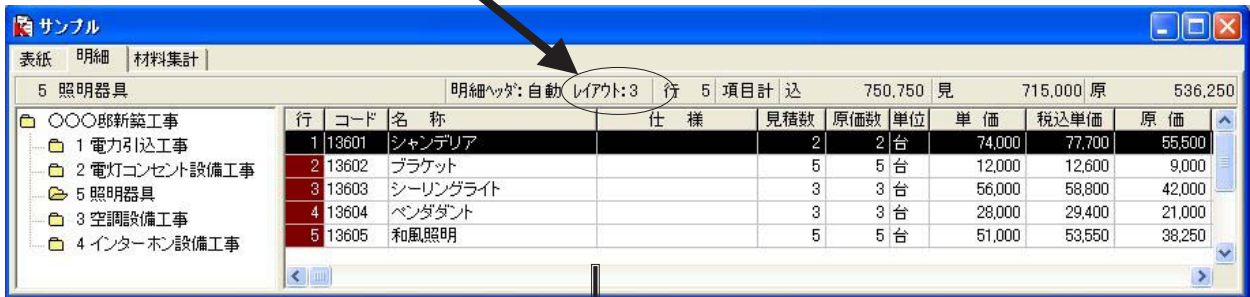 サンプル
表紙 明細 材料集計
5 照明器具 明細ヘッダ:自動 レイアウト:3 行 5 項目計 込 750,750 見 715,000 原 536,250
〇〇〇邸新築工事
1 電力引込工事
2 電灯コンセント設備工事
5 照明器具
3 空調設備工事
4 インターホン設備工事
行 コード 名 称 仕 様 見積数 原価数 単位 単 価 税込単価 原 価
1 13601 シャンデリア 2 2 台 74,000 77,700 55,500
2 13602 ブラケット 5 5 台 12,000 12,600 9,000
3 13603 シーリングライト 3 3 台 56,000 58,800 42,000
4 13604 ペンダダント 3 3 台 28,000 29,400 21,000
5 13605 和風照明 5 5 台 51,000 53,550 38,250